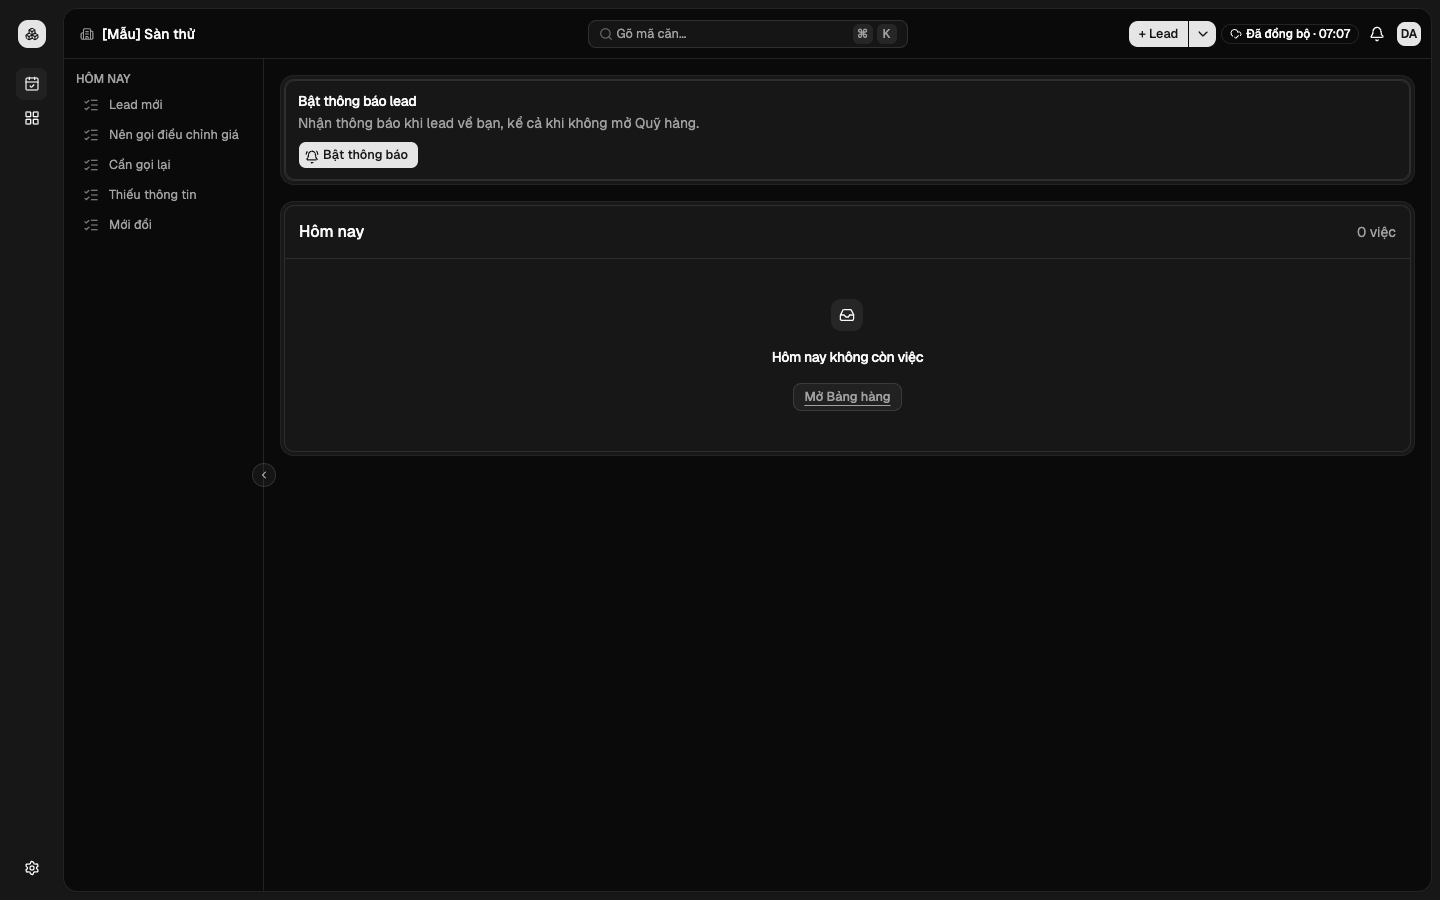 [Mẫu] Sàn thử
Gõ mã căn...
⌘ K
+ Lead
Đã đồng bộ · 07:07
DA
HÔM NAY
Lead mới
Nên gọi điều chỉnh giá
Cần gọi lại
Thiếu thông tin
Mới đổi
Bật thông báo lead
Nhận thông báo khi lead về bạn, kể cả khi không mở Quỹ hàng.
Bật thông báo
Hôm nay
0 việc
Hôm nay không còn việc
Mở Bảng hàng